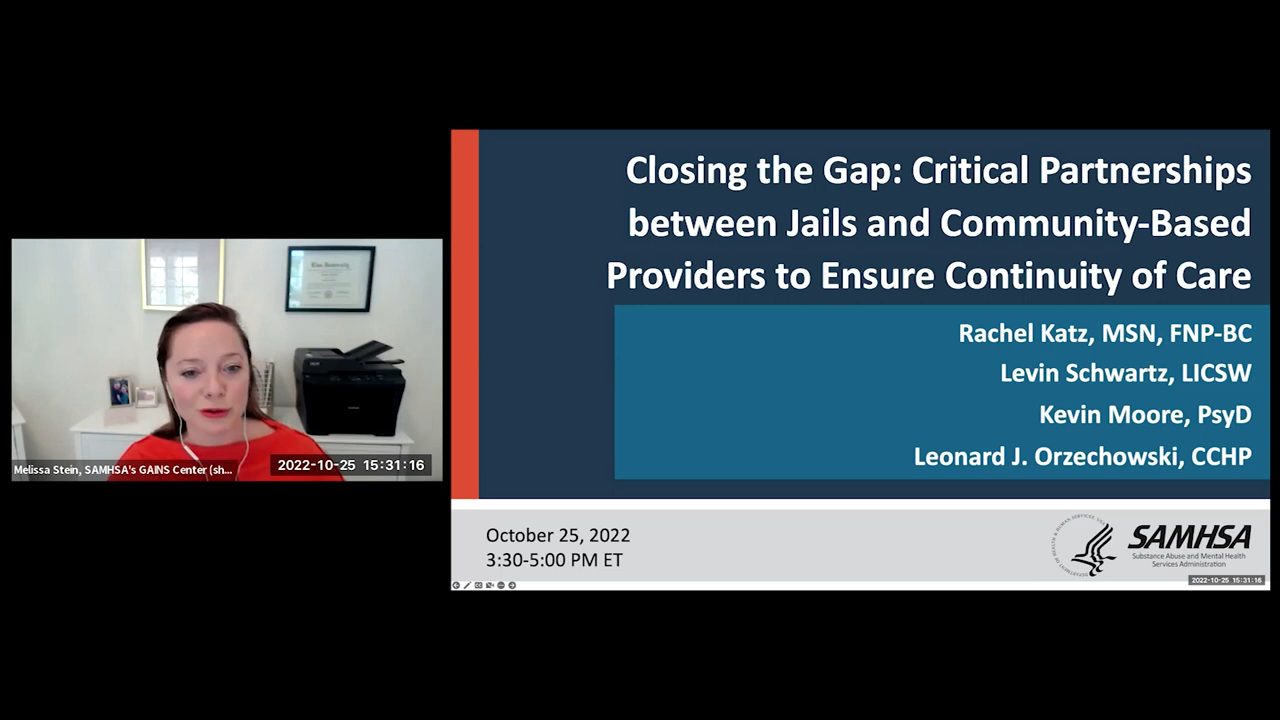 Closing the Gap: Critical Partnerships
between Jails and Community-Based
Providers to Ensure Continuity of Care
Rachel Katz, MSN, FNP-BC
Levin Schwartz, LICSW
Kevin Moore, PsyD
Leonard J. Orzechowski, CCHP
Melissa Stein, SAMHSA's GAINS Center (sh...
2022-10-25 15:31:16
October 25, 2022
3:30-5:00 PM ET
SAMHSA
Substance Abuse and Mental Health
Services Administration
2022-10-25 15:31:16